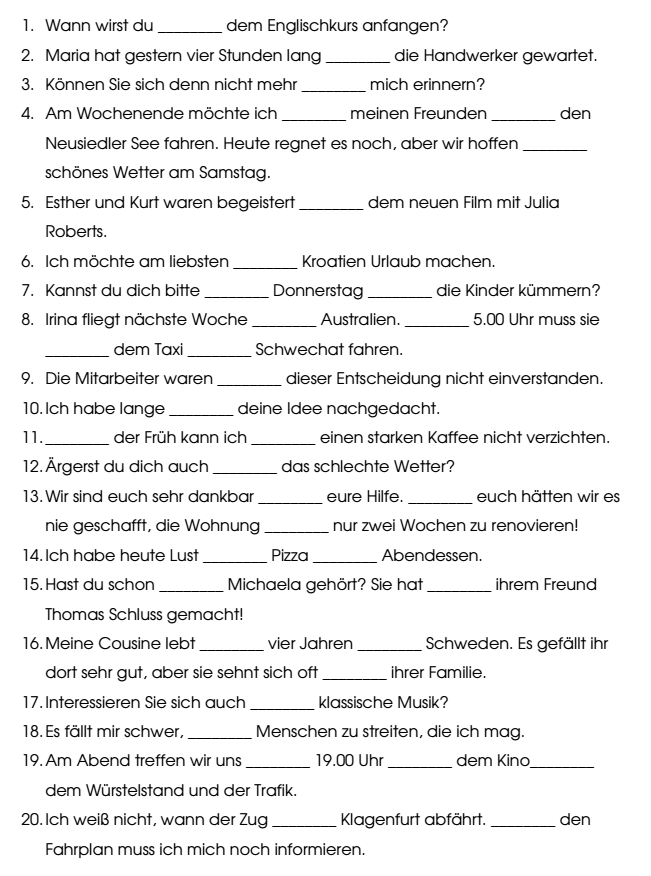 1. Wann wirst du ________ dem Englischkurs anfangen?
2. Maria hat gestern vier Stunden lang ________ die Handwerker gewartet.
3. Können Sie sich denn nicht mehr ________ mich erinnern?
4. Am Wochenende möchte ich ________ meinen Freunden ________ den
Neusiedler See fahren. Heute regnet es noch, aber wir hoffen ________
schönes Wetter am Samstag.
5. Esther und Kurt waren begeistert ________ dem neuen Film mit Julia
Roberts.
6. Ich möchte am liebsten ________ Kroatien Urlaub machen.
7. Kannst du dich bitte ________ Donnerstag ________ die Kinder kümmern?
8. Irina fliegt nächste Woche ________ Australien. ________ 5.00 Uhr muss sie
________ dem Taxi ________ Schwechat fahren.
9. Die Mitarbeiter waren ________ dieser Entscheidung nicht einverstanden.
10. Ich habe lange ________ deine Idee nachgedacht.
11. ________ der Früh kann ich ________ einen starken Kaffee nicht verzichten.
12. Ärgerst du dich auch ________ das schlechte Wetter?
13. Wir sind euch sehr dankbar ________ eure Hilfe. ________ euch hätten wir es
nie geschafft, die Wohnung ________ nur zwei Wochen zu renovieren!
14. Ich habe heute Lust ________ Pizza ________ Abendessen.
15. Hast du schon ________ Michaela gehört? Sie hat ________ ihrem Freund
Thomas Schluss gemacht!
16. Meine Cousine lebt ________ vier Jahren ________ Schweden. Es gefällt ihr
dort sehr gut, aber sie sehnt sich oft ________ ihrer Familie.
17. Interessieren Sie sich auch ________ klassische Musik?
18. Es fällt mir schwer, ________ Menschen zu streiten, die ich mag.
19. Am Abend treffen wir uns ________ 19.00 Uhr ________ dem Kino________
dem Würstelstand und der Trafik.
20. Ich weiß nicht, wann der Zug ________ Klagenfurt abfährt. ________ den
Fahrplan muss ich mich noch informieren.